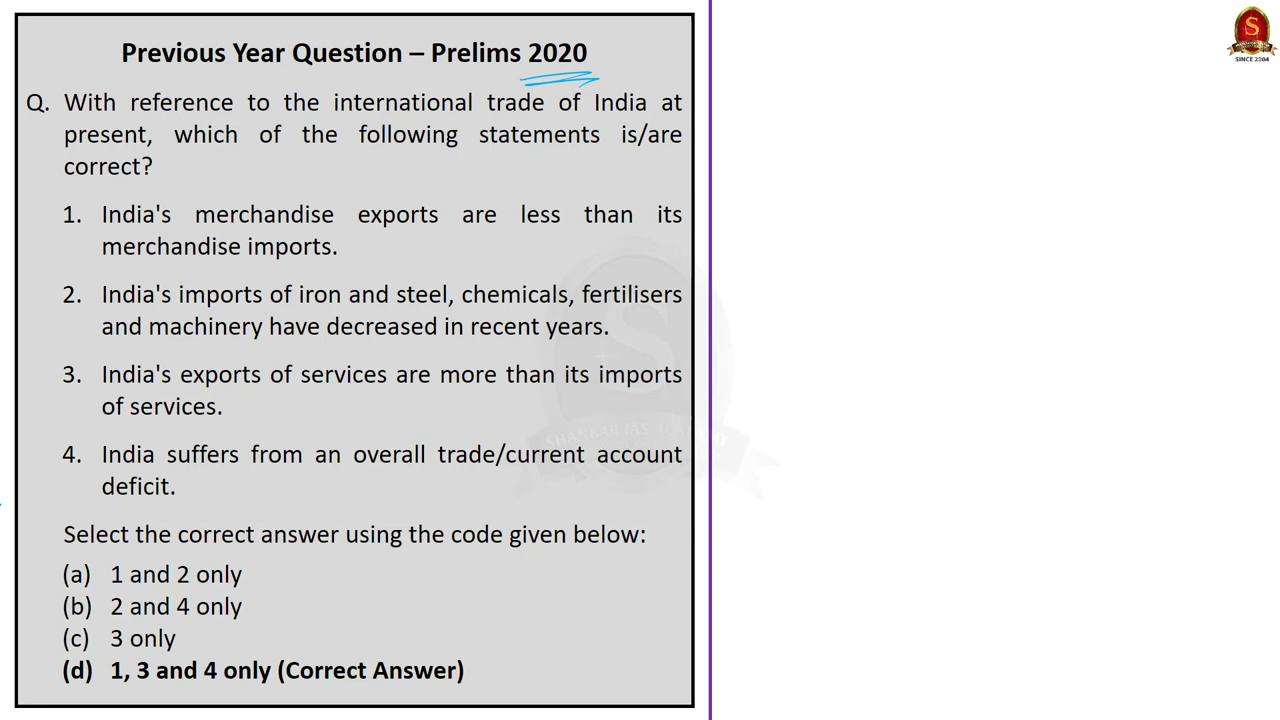 Previous Year Question – Prelims 2020
Q. With reference to the international trade of India at
present, which of the following statements is/are
correct?
1. India's merchandise exports are less than its
merchandise imports.
2. India's imports of iron and steel, chemicals, fertilisers
and machinery have decreased in recent years.
3. India's exports of services are more than its imports
of services.
4. India suffers from an overall trade/current account
deficit.
Select the correct answer using the code given below:
(a) 1 and 2 only
(b) 2 and 4 only
(c) 3 only
(d) 1, 3 and 4 only (Correct Answer)
S
SHANKAR IAS ACADEMY
S
SINCE 2004